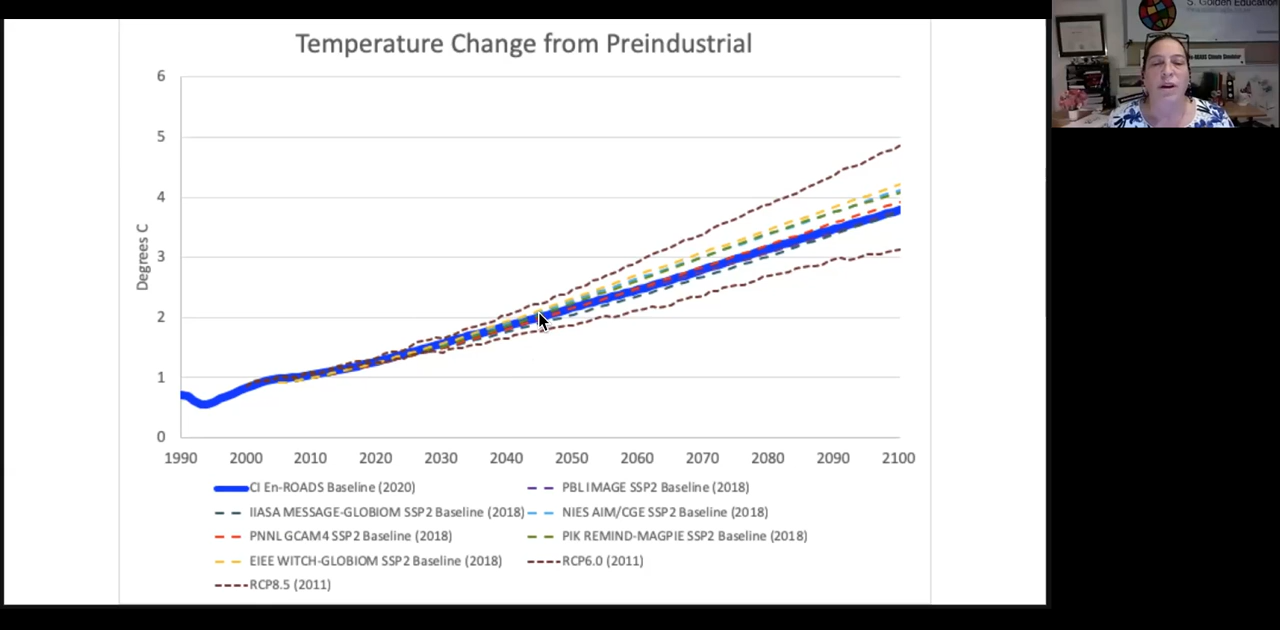 Temperature Change from Preindustrial
6
5
4
3
2
1
0
Degrees C
1990 2000 2010 2020 2030 2040 2050 2060 2070 2080 2090 2100
CI En-ROADS Baseline (2020) PBL IMAGE SSP2 Baseline (2018)
IIASA MESSAGE-GLOBIOM SSP2 Baseline (2018) NIES AIM/CGE SSP2 Baseline (2018)
PNNL GCAM4 SSP2 Baseline (2018) PIK REMIND-MAGPIE SSP2 Baseline (2018)
EIEE WITCH-GLOBIOM SSP2 Baseline (2018) RCP6.0 (2011)
RCP8.5 (2011)
S. Golden Education